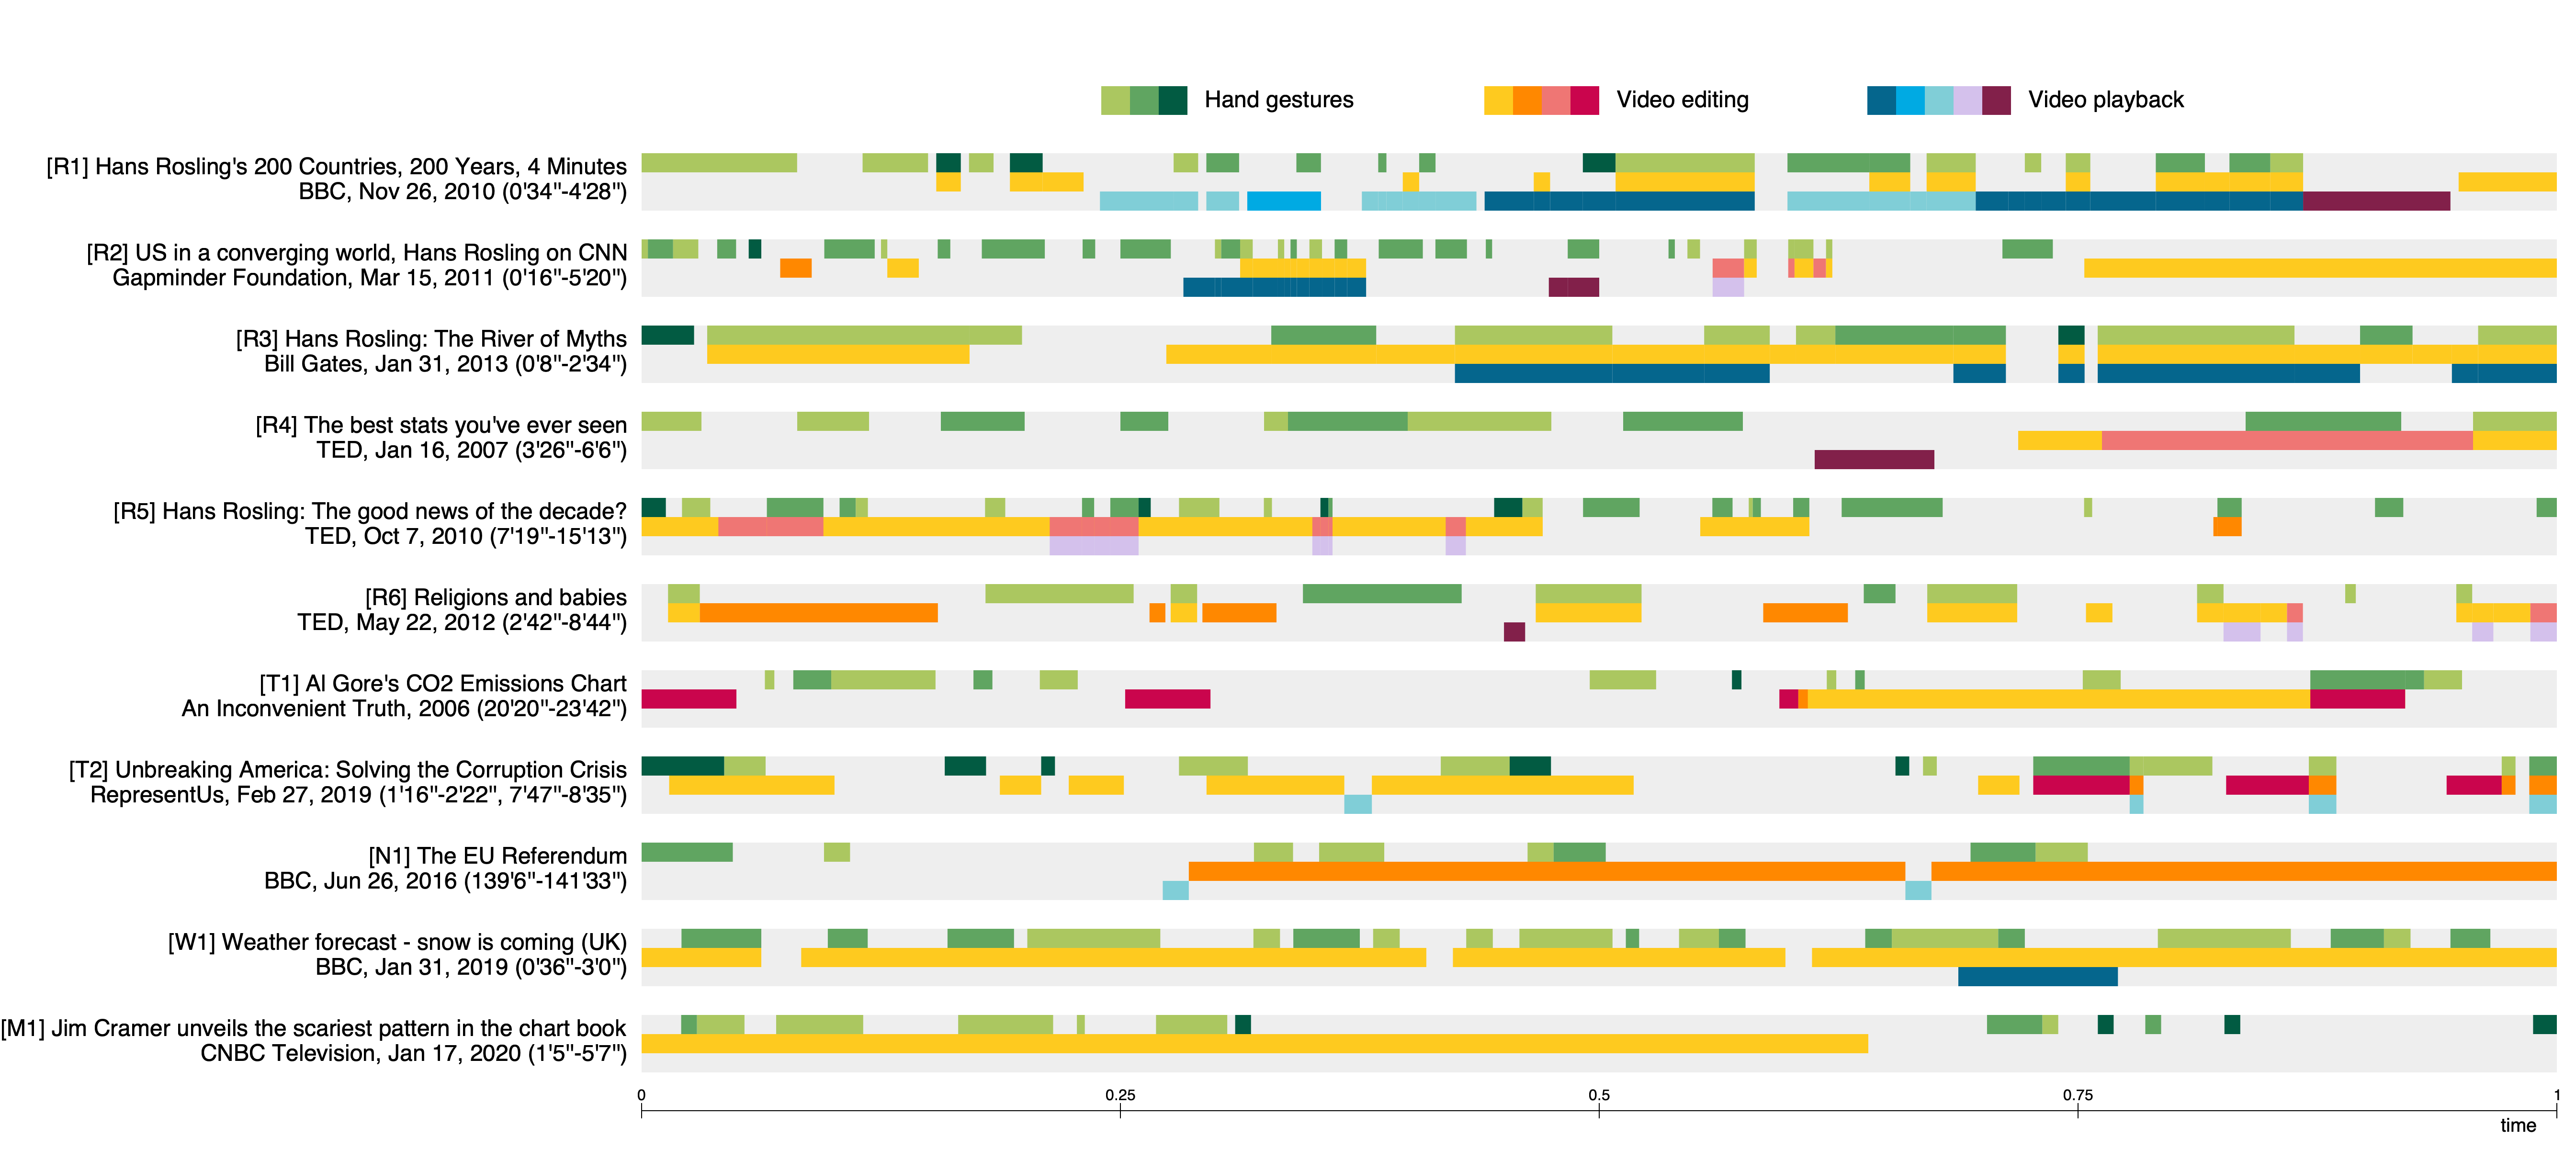 Hand gestures
Video editing
Video playback
[R1] Hans Rosling's 200 Countries, 200 Years, 4 Minutes
BBC, Nov 26, 2010 (0'34"-4'28")
[R2] US in a converging world, Hans Rosling on CNN
Gapminder Foundation, Mar 15, 2011 (0'16"-5'20")
[R3] Hans Rosling: The River of Myths
Bill Gates, Jan 31, 2013 (0'8"-2'34")
[R4] The best stats you've ever seen
TED, Jan 16, 2007 (3'26"-6'6")
[R5] Hans Rosling: The good news of the decade?
TED, Oct 7, 2010 (7'19"-15'13")
[R6] Religions and babies
TED, May 22, 2012 (2'42"-8'44")
[T1] Al Gore's CO2 Emissions Chart
An Inconvenient Truth, 2006 (20'20"-23'42")
[T2] Unbreaking America: Solving the Corruption Crisis
RepresentUs, Feb 27, 2019 (1'16"-2'22", 7'47"-8'35")
[N1] The EU Referendum
BBC, Jun 26, 2016 (139'6"-141'33")
[W1] Weather forecast - snow is coming (UK)
BBC, Jan 31, 2019 (0'36"-3'0")
[M1] Jim Cramer unveils the scariest pattern in the chart book
CNBC Television, Jan 17, 2020 (1'5"-5'7")
0 0.25 0.5 0.75 1
time